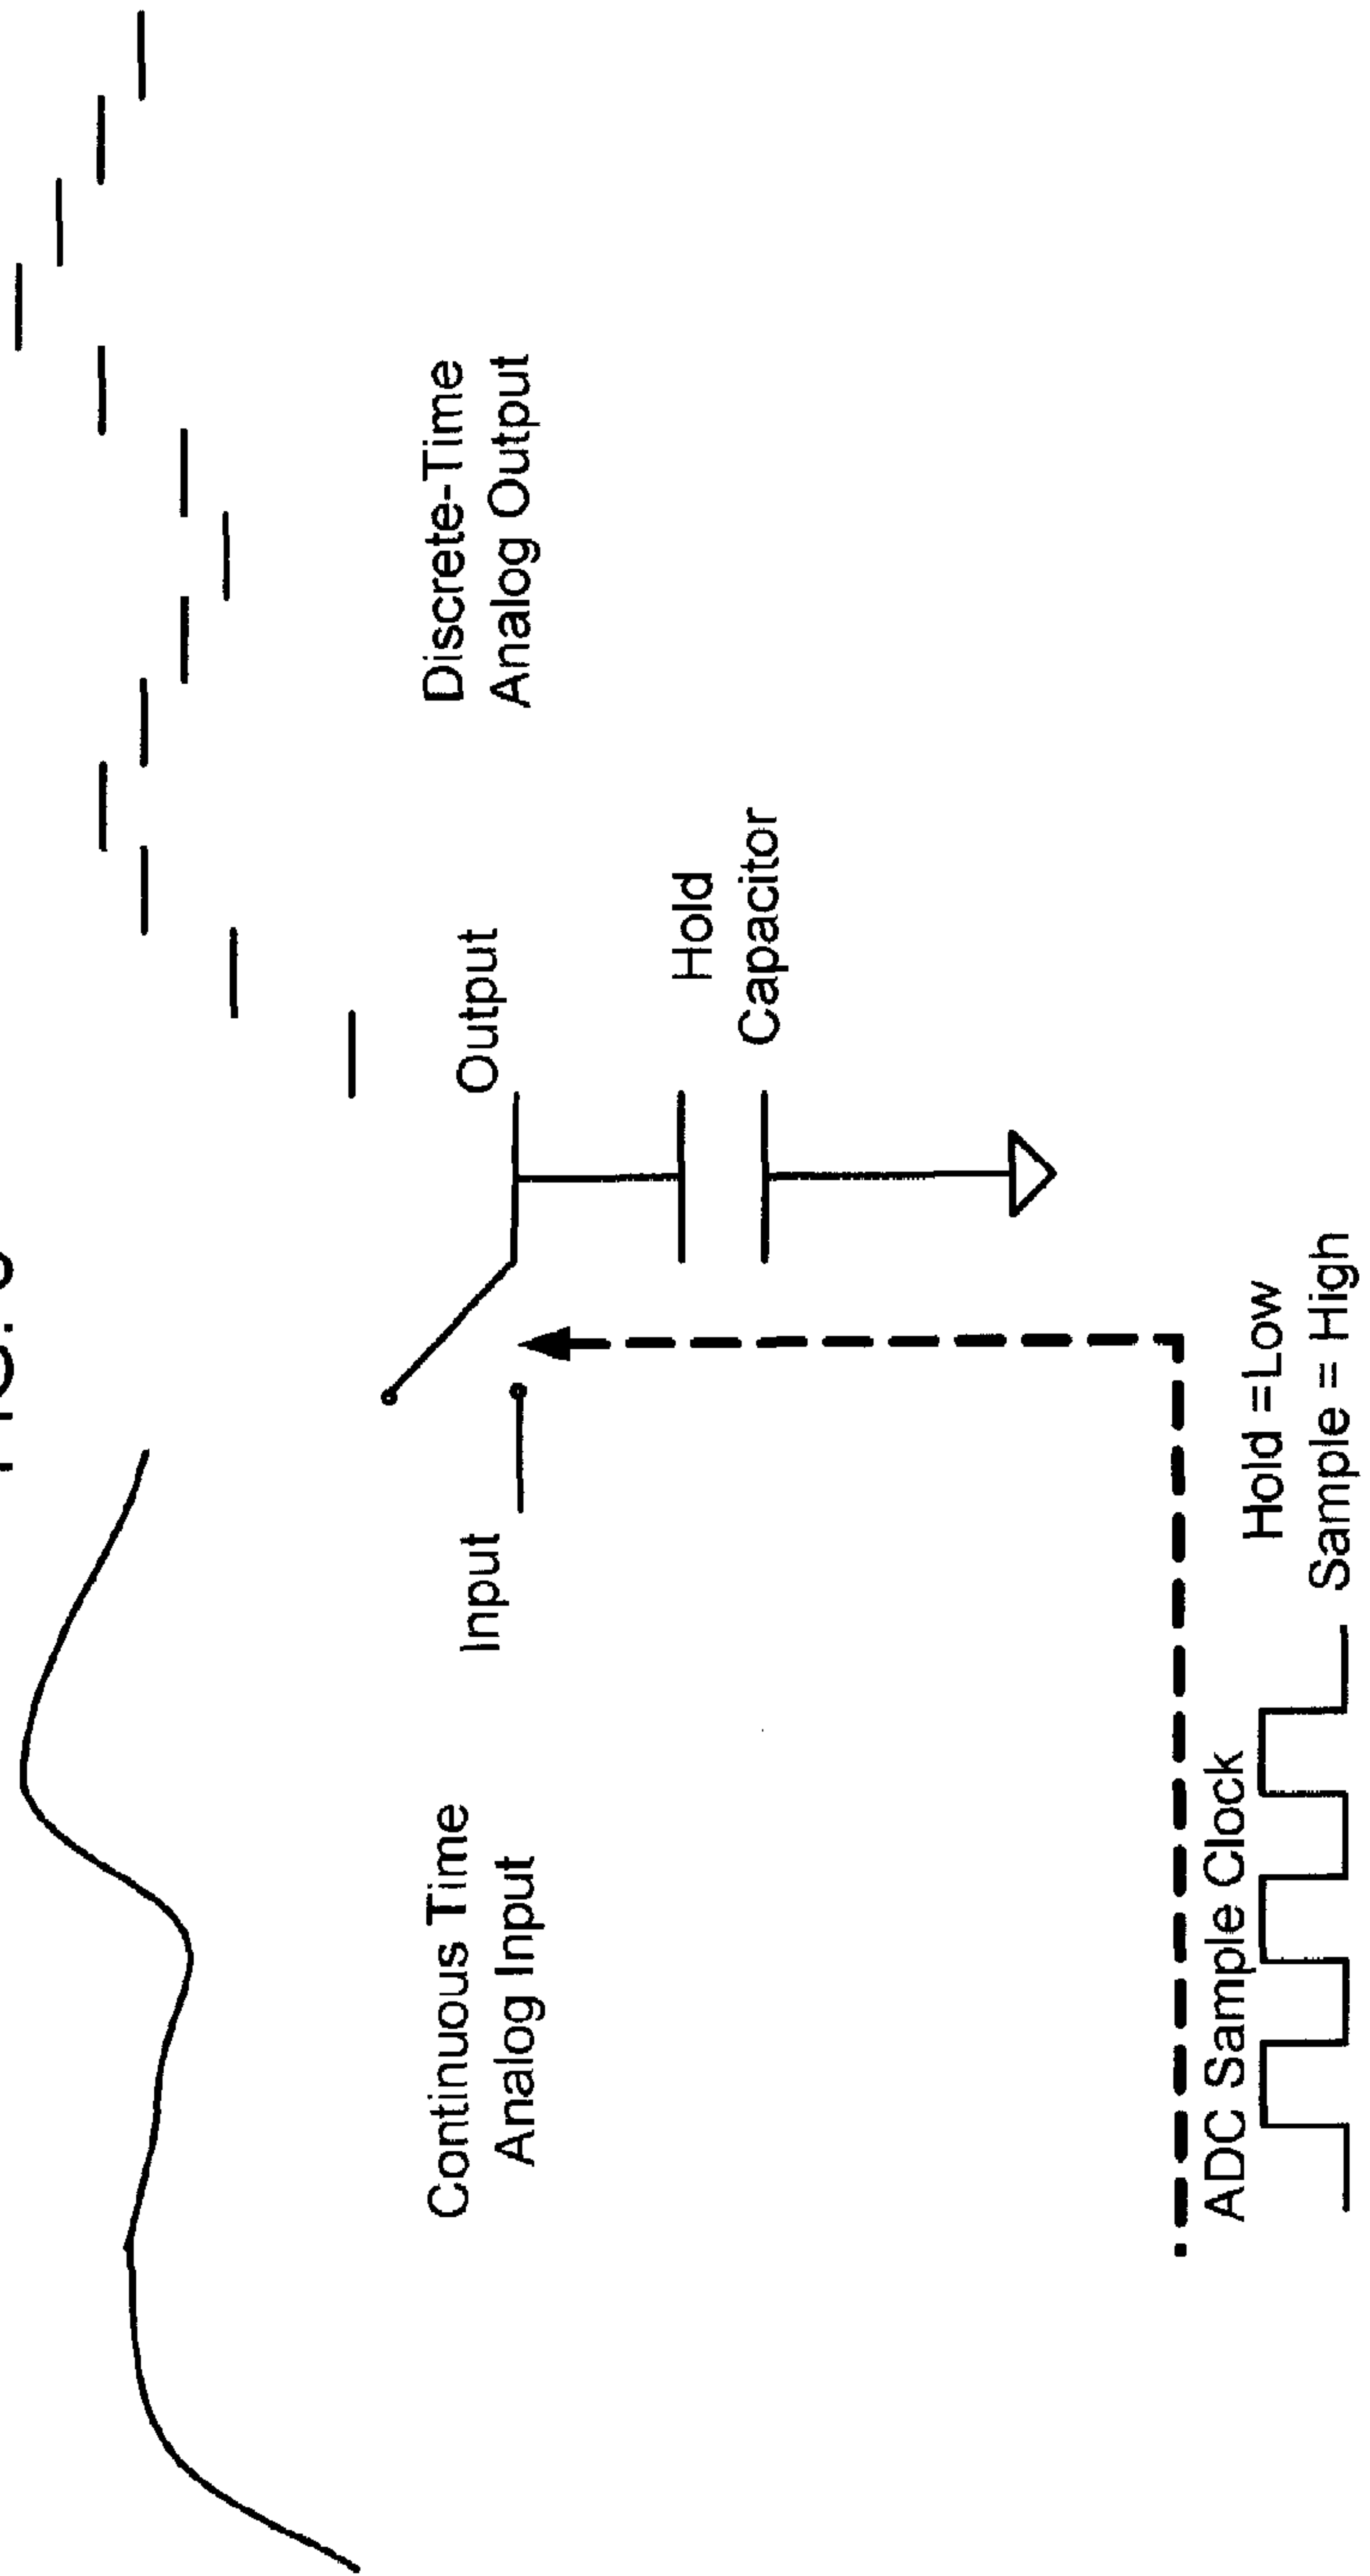 Continuous Time
Analog Input
Input
Output
Discrete-Time
Analog Output
Hold
Capacitor
ADC Sample Clock
Hold =Low
Sample = High